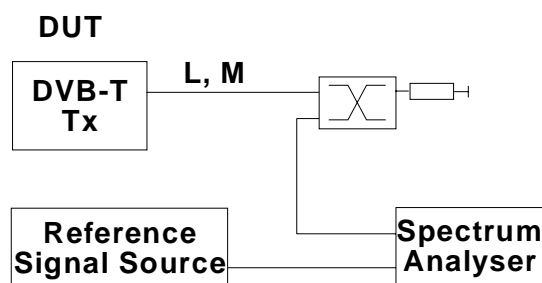 DUT
DVB-T
Tx
L, M
Reference
Signal Source
Spectrum
Analyser